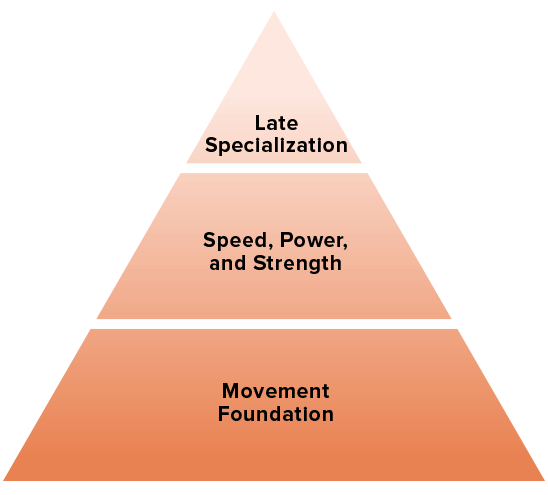 Late
Specialization
Speed, Power,
and Strength
Movement
Foundation